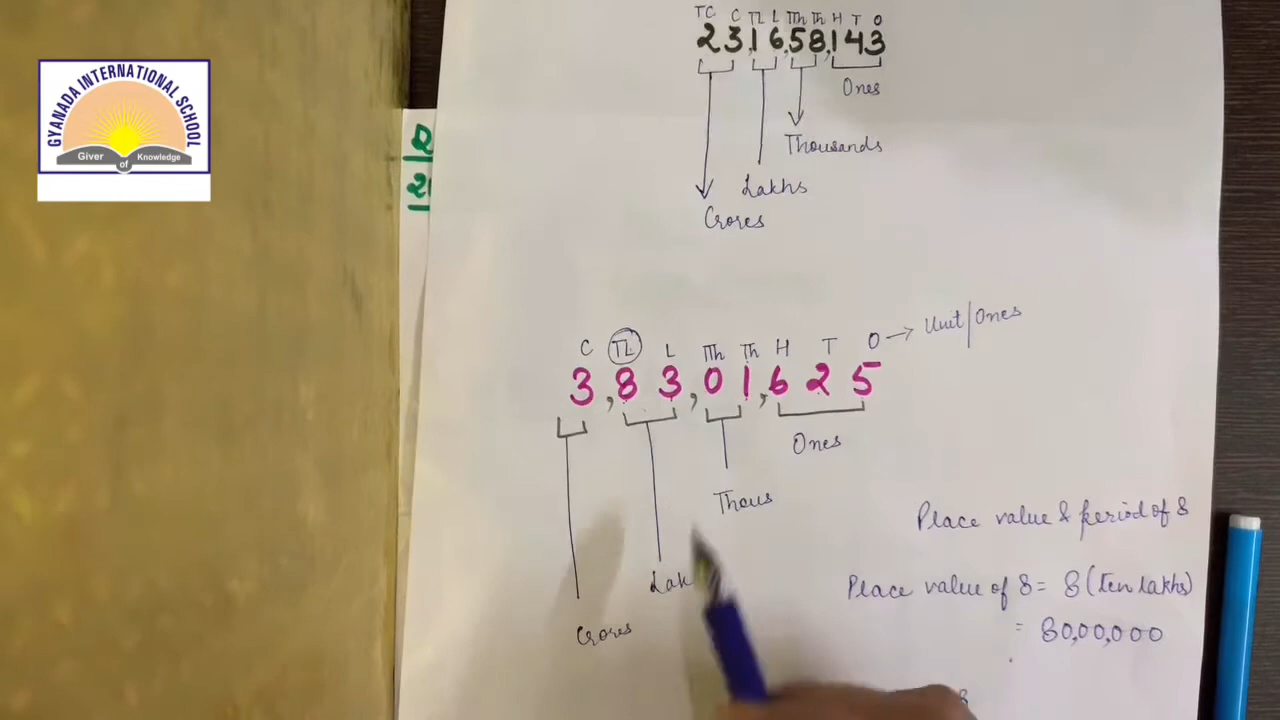 GYANADA INTERNATIONAL SCHOOL
Giver of Knowledge
TC C TL L TTh Th H T O
23,16,58,143
Ones
Thousands
Lakhs
Crores
C TL L TTh Th H T O → Unit/Ones
3,83,01,625
Ones
Thous
Lak
Crores
Place value & period of 8
Place value of 8 = 8 (Ten lakhs)
= 80,00,000